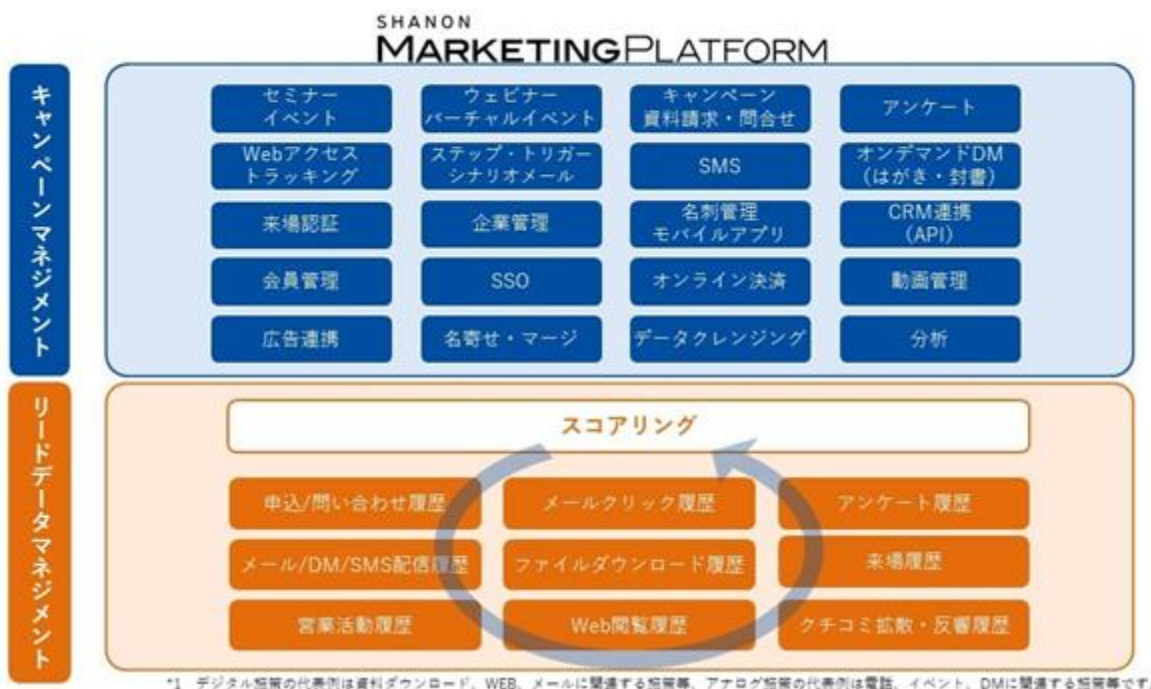 SHANON
MARKETINGPLATFORM
キャンペーンマネジメント
セミナー
イベント
ウェビナー
バーチャルイベント
キャンペーン
資料請求・問合せ
アンケート
Webアクセス
トラッキング
ステップ・トリガー
シナリオメール
SMS
オンデマンドDM
(はがき・封書)
来場認証
企業管理
名刺管理
モバイルアプリ
CRM連携
(API)
会員管理
SSO
オンライン決済
動画管理
広告連携
名寄せ・マージ
データクレンジング
分析
リードデータマネジメント
スコアリング
申込/問い合わせ履歴
メールクリック履歴
アンケート履歴
メール/DM/SMS配信履歴
ファイルダウンロード履歴
来場履歴
営業活動履歴
Web閲覧履歴
クチコミ拡散・反響履歴
*1 デジタル施策の代表例は資料ダウンロード、WEB、メールに関連する施策等、アナログ施策の代表例は電話、イベント、DMに関連する施策等です。